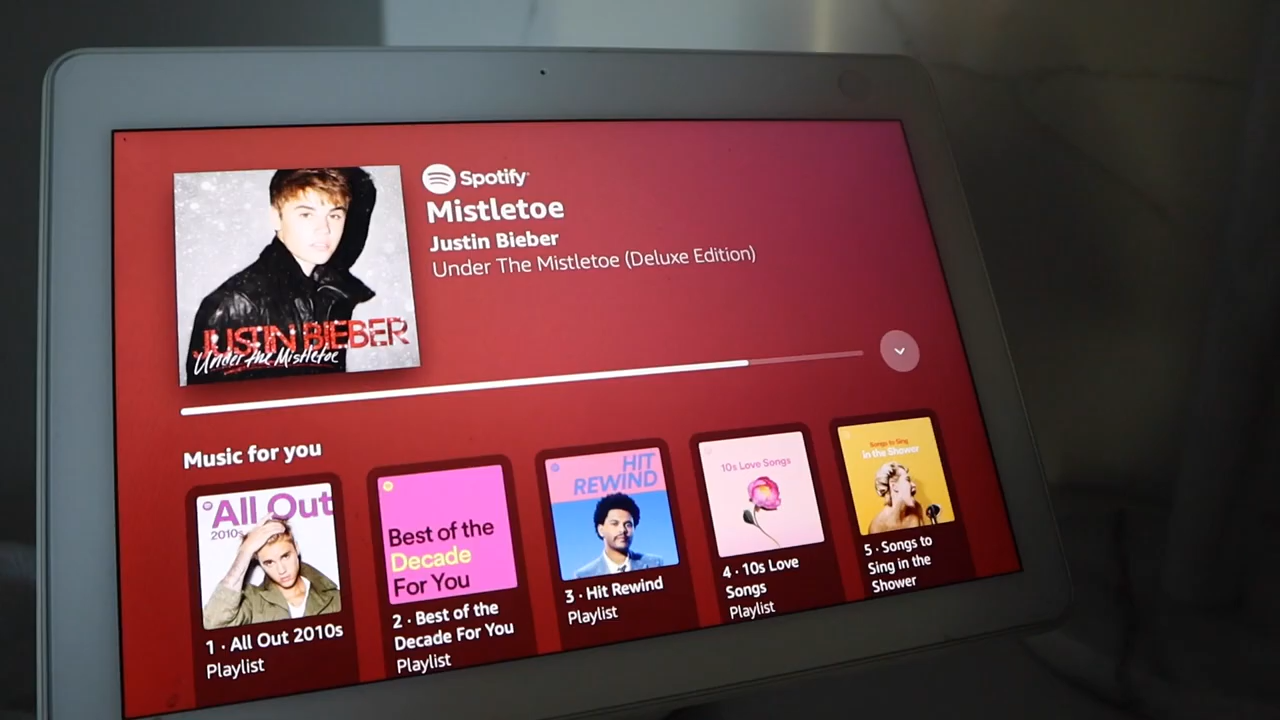 Spotify
Mistletoe
Justin Bieber
Under The Mistletoe (Deluxe Edition)
JUSTIN BIEBER
Under the Mistletoe
Music for you
All Out
2010s
1 · All Out 2010s
Playlist
Best of the
Decade
For You
2 · Best of the
Decade For You
Playlist
HIT
REWIND
3 · Hit Rewind
Playlist
10s Love Songs
4 · 10s Love
Songs
Playlist
Songs to Sing
in the Shower
5 · Songs to
Sing in the
Shower